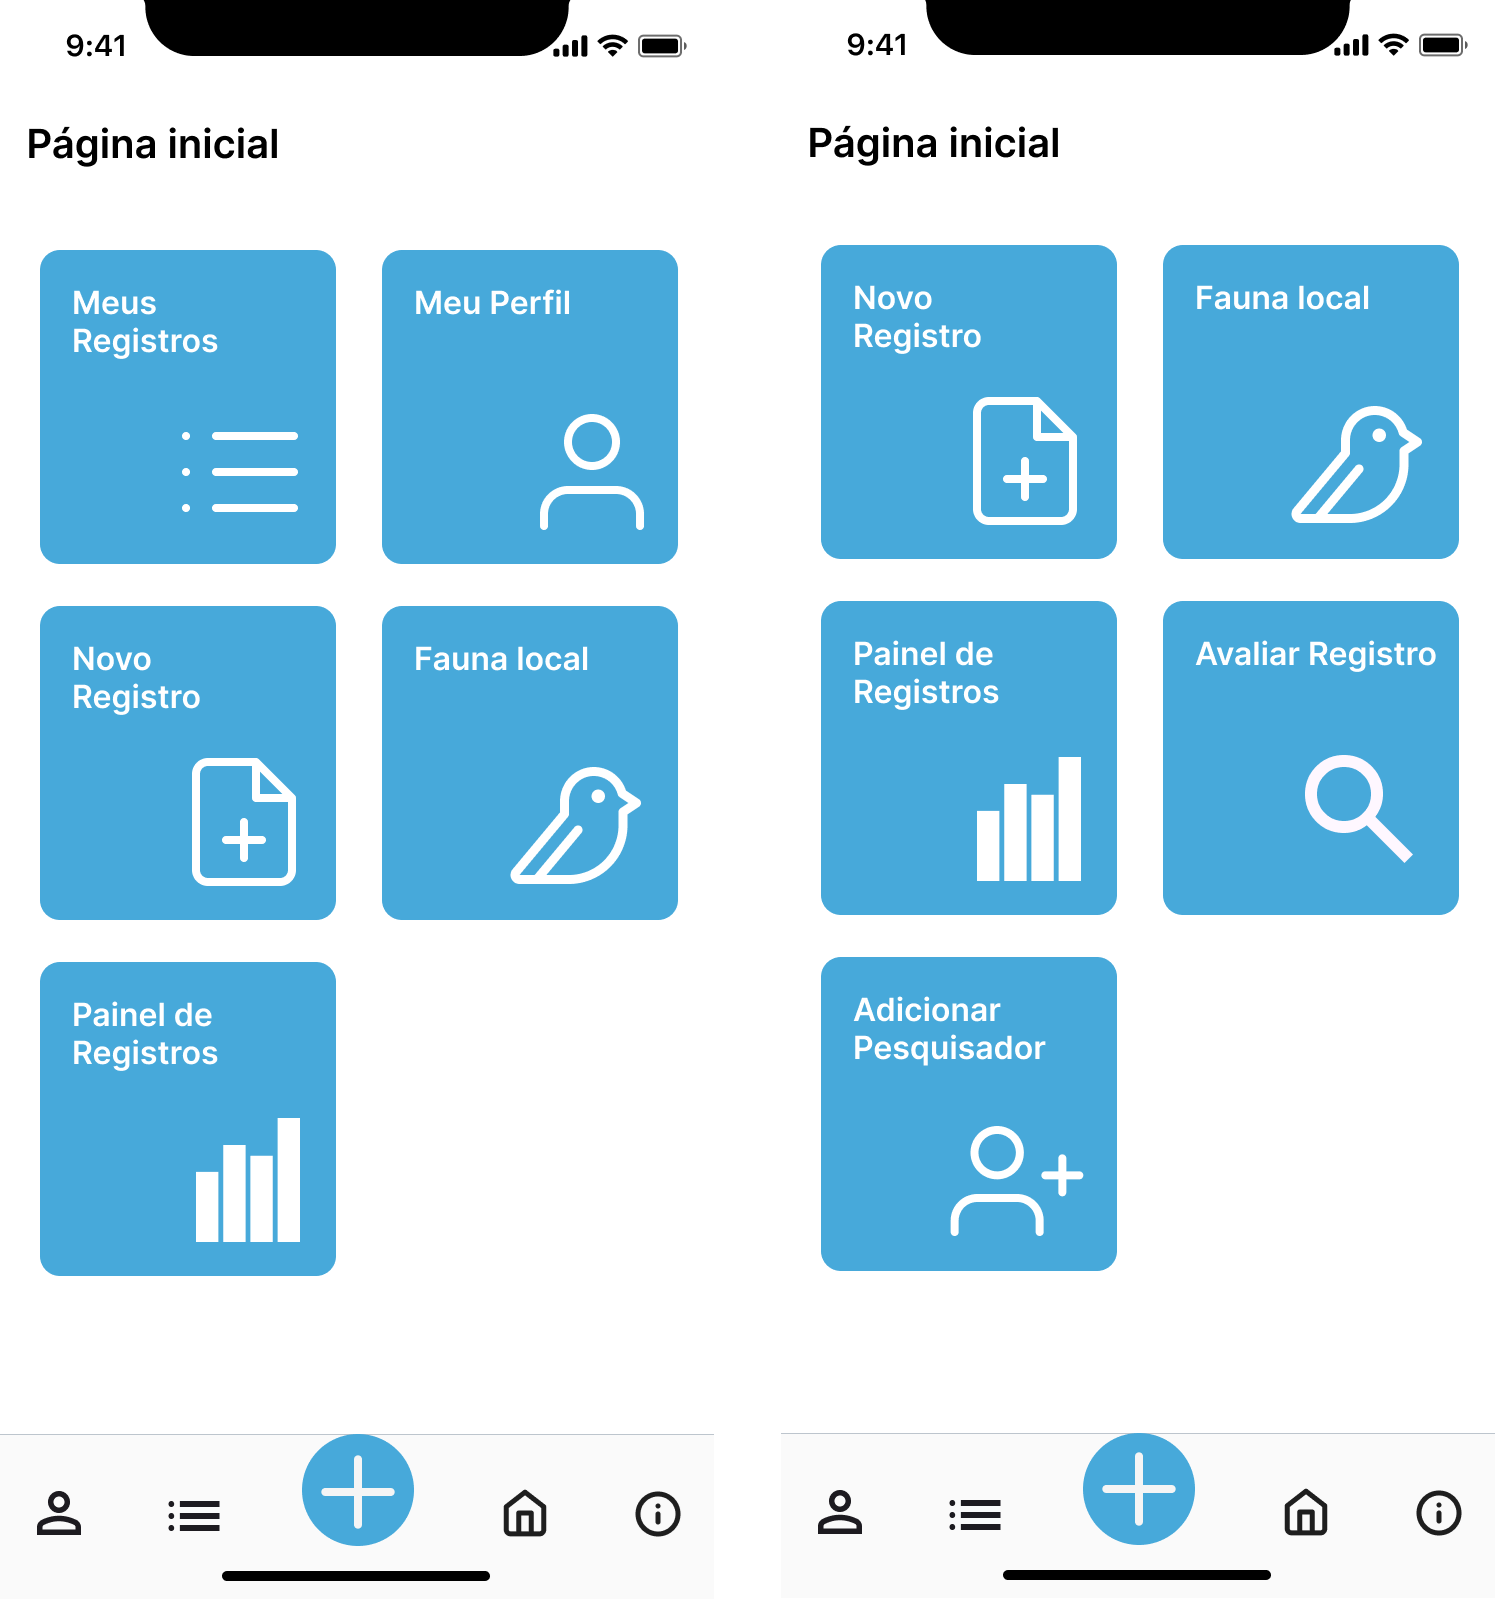 9:41
Página inicial
Meus
Registros
Meu Perfil
Novo
Registro
Fauna local
Painel de
Registros
9:41
Página inicial
Novo
Registro
Fauna local
Painel de
Registros
Avaliar Registro
Adicionar
Pesquisador